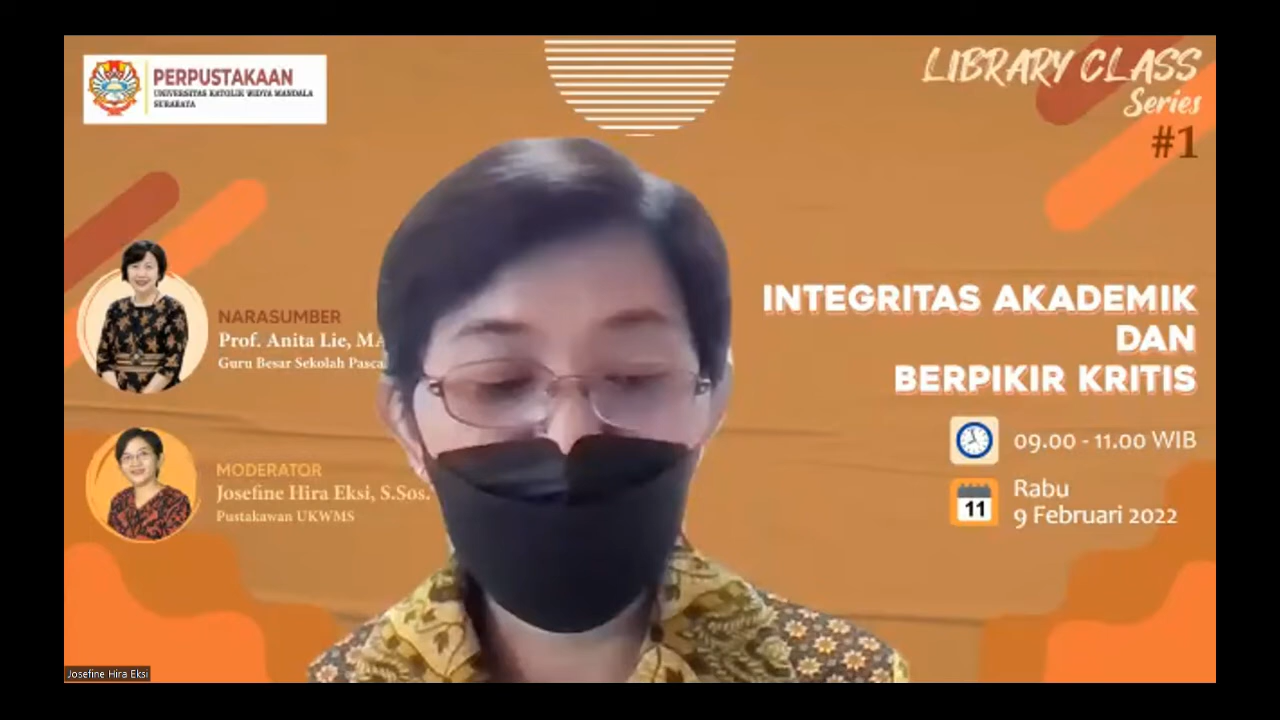 PERPUSTAKAAN
UNIVERSITAS KATOLIK WIDYA MANDALA
SURABAYA
LIBRARY CLASS
Series
#1
NARASUMBER
Prof. Anita Lie, MA
Guru Besar Sekolah Pasca
MODERATOR
Josefine Hira Eksi, S.Sos.
Pustakawan UKWMS
INTEGRITAS AKADEMIK
DAN
BERPIKIR KRITIS
09.00 - 11.00 WIB
11
Rabu
9 Februari 2022
Josefine Hira Eksi